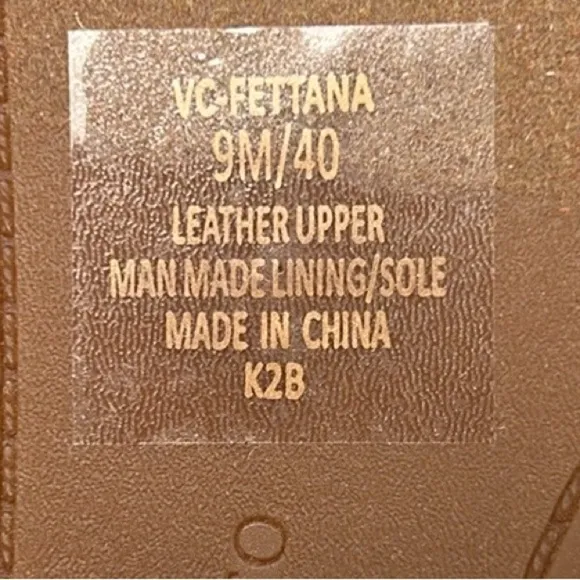 VC-FETTANA
9M/40
LEATHER UPPER
MAN MADE LINING/SOLE
MADE IN CHINA
K2B